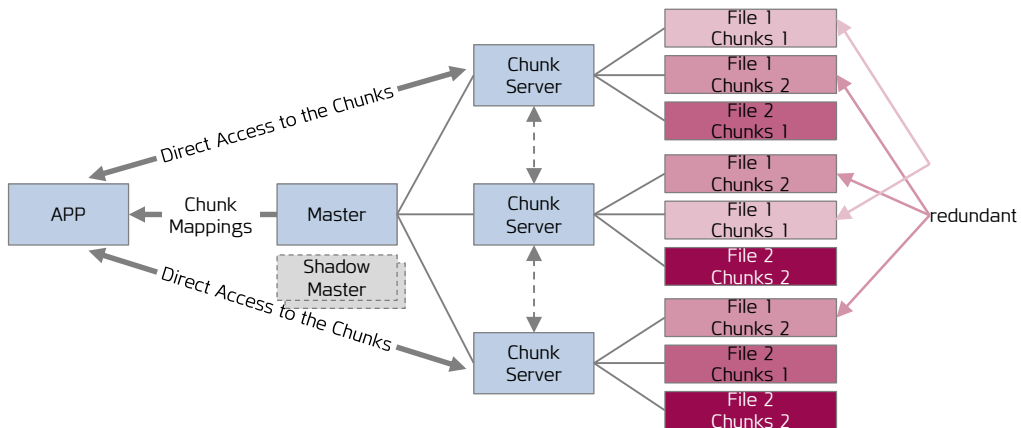 File 1
Chunks 1
File 1
Chunks 2
File 2
Chunks 1
Chunk
Server
Direct Access to the Chunks
APP
Chunk
Mappings
Master
Shadow
Master
Direct Access to the Chunks
Chunk
Server
File 1
Chunks 2
File 1
Chunks 1
File 2
Chunks 2
redundant
Chunk
Server
File 1
Chunks 2
File 2
Chunks 1
File 2
Chunks 2